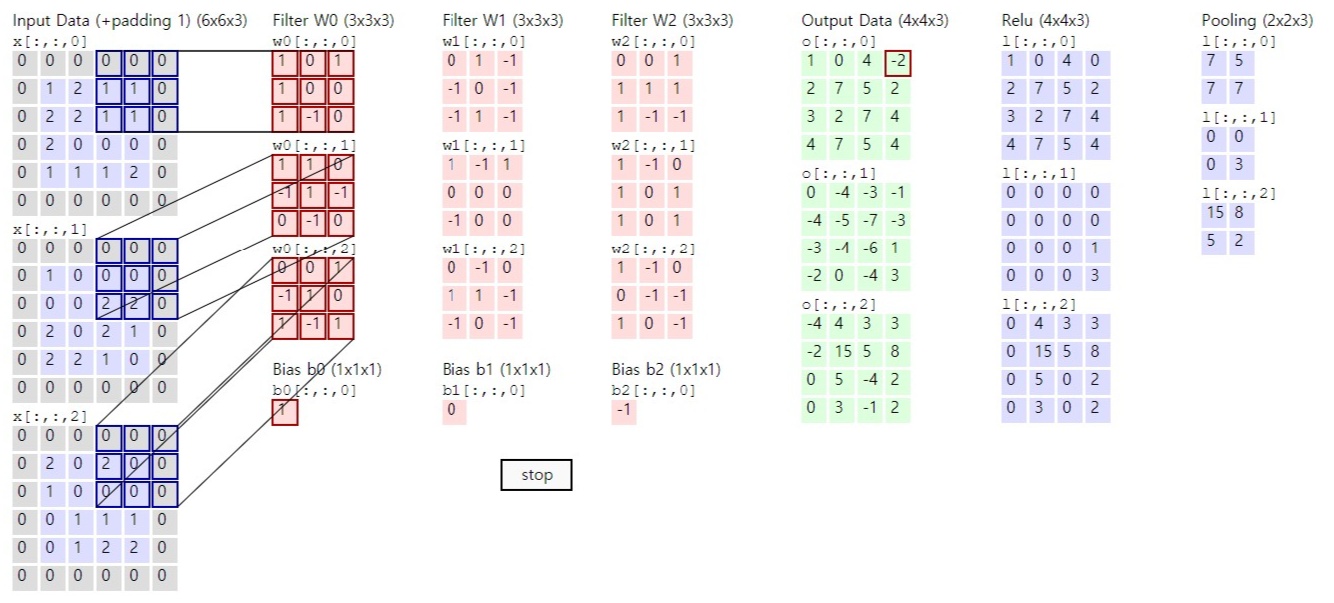 Input Data (+padding 1) (6x6x3)
x[:,:,0]
0 0 0 0 0 0
0 1 2 1 1 0
0 2 2 1 1 0
0 2 0 0 0 0
0 1 1 1 2 0
0 0 0 0 0 0
x[:,:,1]
0 0 0 0 0 0
0 1 0 0 0 0
0 0 0 2 2 0
0 2 0 2 1 0
0 2 2 1 0 0
0 0 0 0 0 0
x[:,:,2]
0 0 0 0 0 0
0 2 0 2 0 0
0 1 0 0 0 0
0 0 1 1 1 0
0 0 1 2 2 0
0 0 0 0 0 0
Filter W0 (3x3x3)
w0[:,:,0]
1 0 1
1 0 0
1 -1 0
w0[:,:,1]
1 1 0
-1 1 -1
0 -1 0
w0[:,:,2]
0 0 1
-1 1 0
1 -1 1
Bias b0 (1x1x1)
b0[:,:,0]
1
Filter W1 (3x3x3)
w1[:,:,0]
0 1 -1
-1 0 -1
-1 1 -1
w1[:,:,1]
1 -1 1
0 0 0
-1 0 0
w1[:,:,2]
0 -1 0
1 1 -1
-1 0 -1
Bias b1 (1x1x1)
b1[:,:,0]
0
Filter W2 (3x3x3)
w2[:,:,0]
0 0 1
1 1 1
1 -1 -1
w2[:,:,1]
1 -1 0
1 0 1
1 0 1
w2[:,:,2]
1 -1 0
0 -1 -1
1 0 -1
Bias b2 (1x1x1)
b2[:,:,0]
-1
stop
Output Data (4x4x3)
o[:,:,0]
1 0 4 -2
2 7 5 2
3 2 7 4
4 7 5 4
o[:,:,1]
0 -4 -3 -1
-4 -5 -7 -3
-3 -1 -6 1
-2 0 -4 3
o[:,:,2]
-4 4 3 3
-2 15 5 8
0 5 -4 2
0 3 -1 2
Relu (4x4x3)
l[:,:,0]
1 0 4 0
2 7 5 2
3 2 7 4
4 7 5 4
l[:,:,1]
0 0 0 0
0 0 0 0
0 0 0 1
0 0 0 3
l[:,:,2]
0 4 3 3
0 15 5 8
0 5 0 2
0 3 0 2
Pooling (2x2x3)
l[:,:,0]
7 5
7 7
l[:,:,1]
0 0
0 3
l[:,:,2]
15 8
5 2